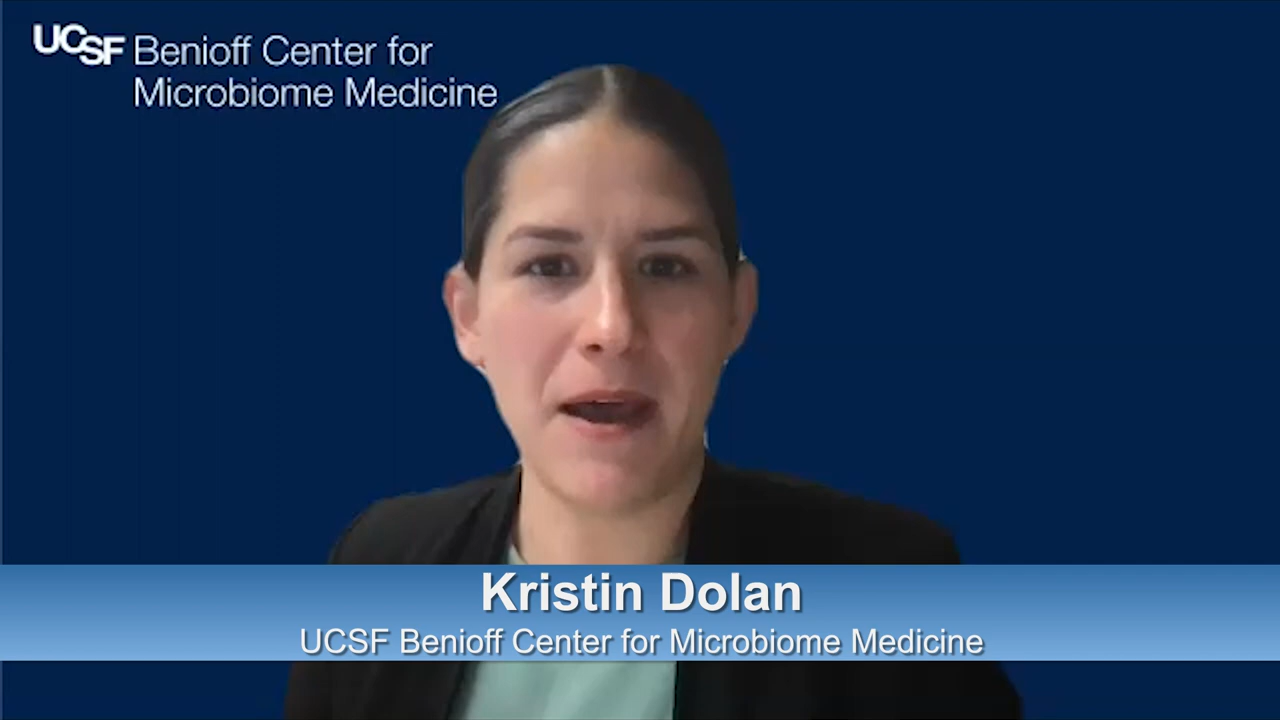 UCSF Benioff Center for
Microbiome Medicine
Kristin Dolan
UCSF Benioff Center for Microbiome Medicine